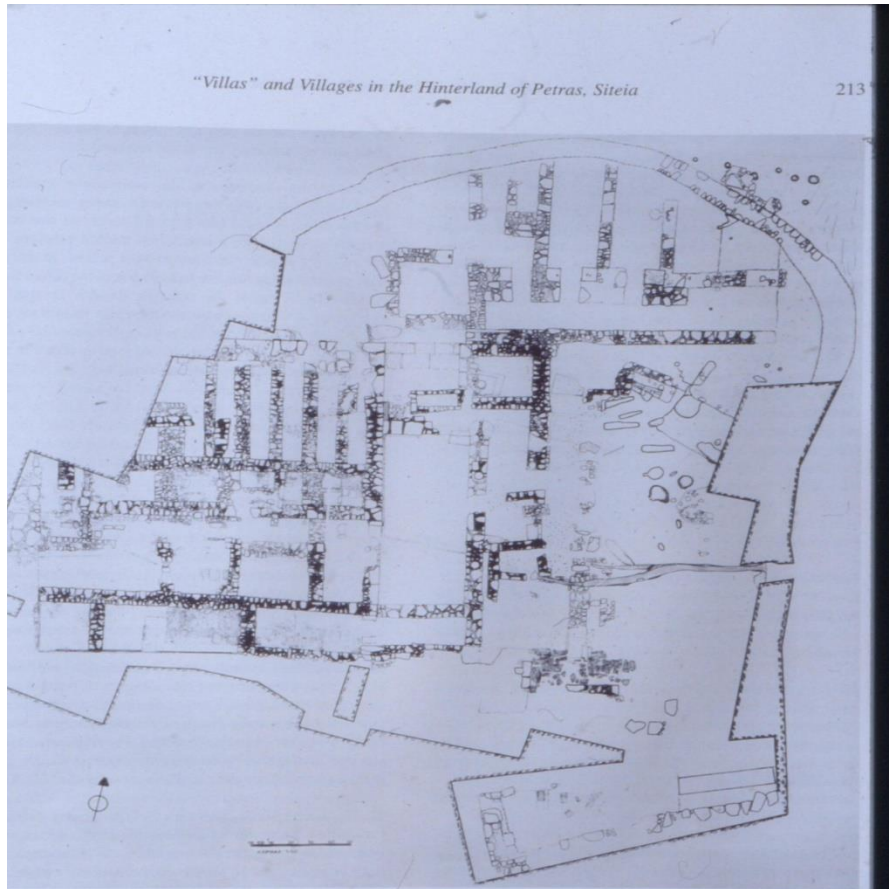 “Villas” and Villages in the Hinterland of Petras, Siteia
213